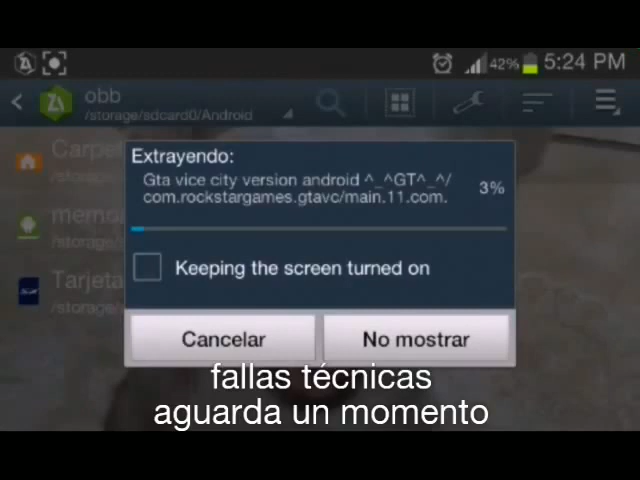 42% 5:24 PM
obb
/storage/sdcard0/Android
Carpet
/storage
Extrayendo:
Gta vice city version android ^_^GT^_^/
com.rockstargames.gtavc/main.11.com.
3%
memor
/storage
Keeping the screen turned on
Tarjeta
/storage
Cancelar
No mostrar
fallas técnicas
aguarda un momento